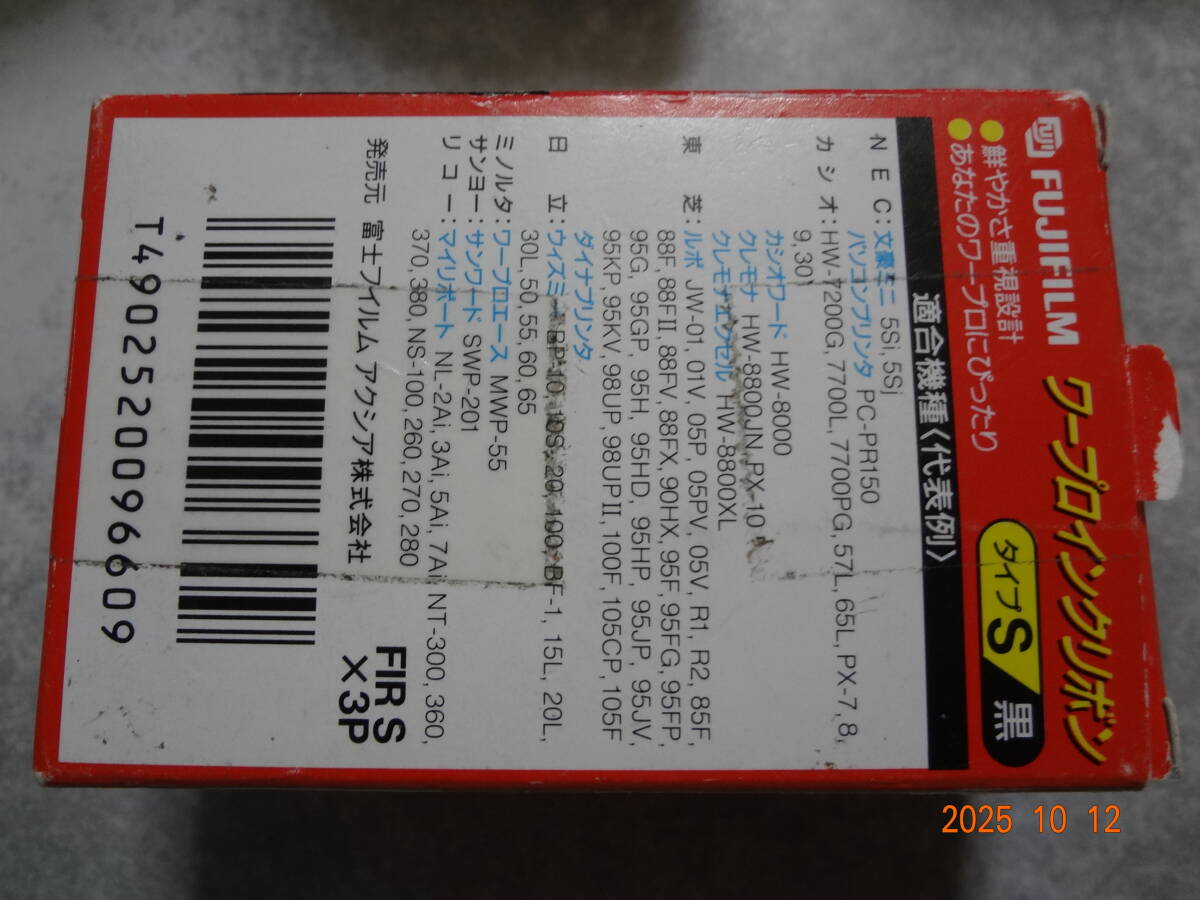 FUJIFILM ワープロインクリボン
鮮やかさ重視設計
あなたのワープロにぴったり
タイプS/黒
適合機種〈代表例〉
NEC:文豪ミニ 5Si,5Sj
パソコンプリンタ PC-PR150
カシオ:HW-7200G, 7700L, 7700PG, 57L, 65L, PX-7, 8,
9,30)
カシオワード HW-8000
クレモナ HW-8800JN-PX-10
クレモナエクセル HW-8800XL
東芝:ルポ JW-01, 01V, 05P, 05PV, 05V, R1, R2, 85F,
88F, 88FII, 88FV, 88FX, 90HX, 95F, 95FG, 95FP,
95G, 95GP, 95H, 95HD, 95HP, 95JP, 95JV,
95KP, 95KV, 98UP, 98UPII, 100F, 105CP, 105F
ダイナプリンタ
日立:ウィズミー BP-10, 10S, 20, 100, BF-1, 15L, 20L,
30L, 50, 55, 60, 65
ミノルタ:ワープロエース MWP-55
サンヨー:サンワード SWP-201
リコー:マイリポート NL-2Ai, 3Ai, 5Ai, 7Ai, NT-300, 360,
370, 380, NS-100, 260, 270, 280
発売元 富士フイルム アクシア株式会社
FIR S
×3P
T4902520096609
2025 10 12